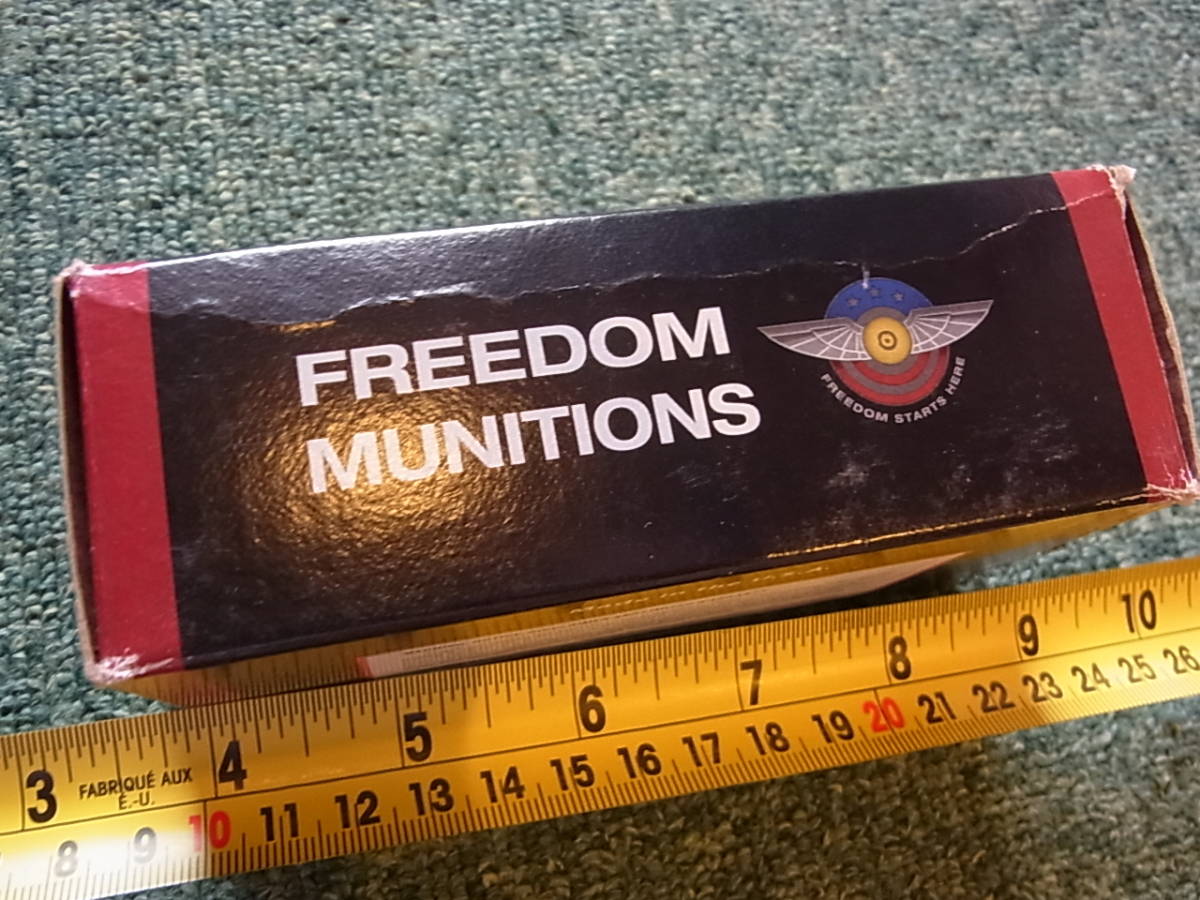 FREEDOM
MUNITIONS
FREEDOM STARTS HERE
3 4 5 6 7 8 9 10
FABRIQUÉ AUX
É.-U.
8 9 10 11 12 13 14 15 16 17 18 19 20 21 22 23 24 25 26